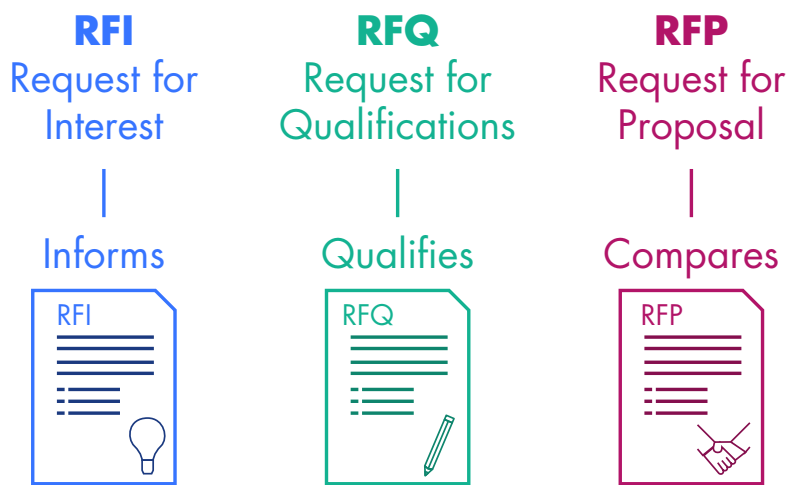 RFI
Request for
Interest
Informs
RFI
RFQ
Request for
Qualifications
Qualifies
RFQ
RFP
Request for
Proposal
Compares
RFP